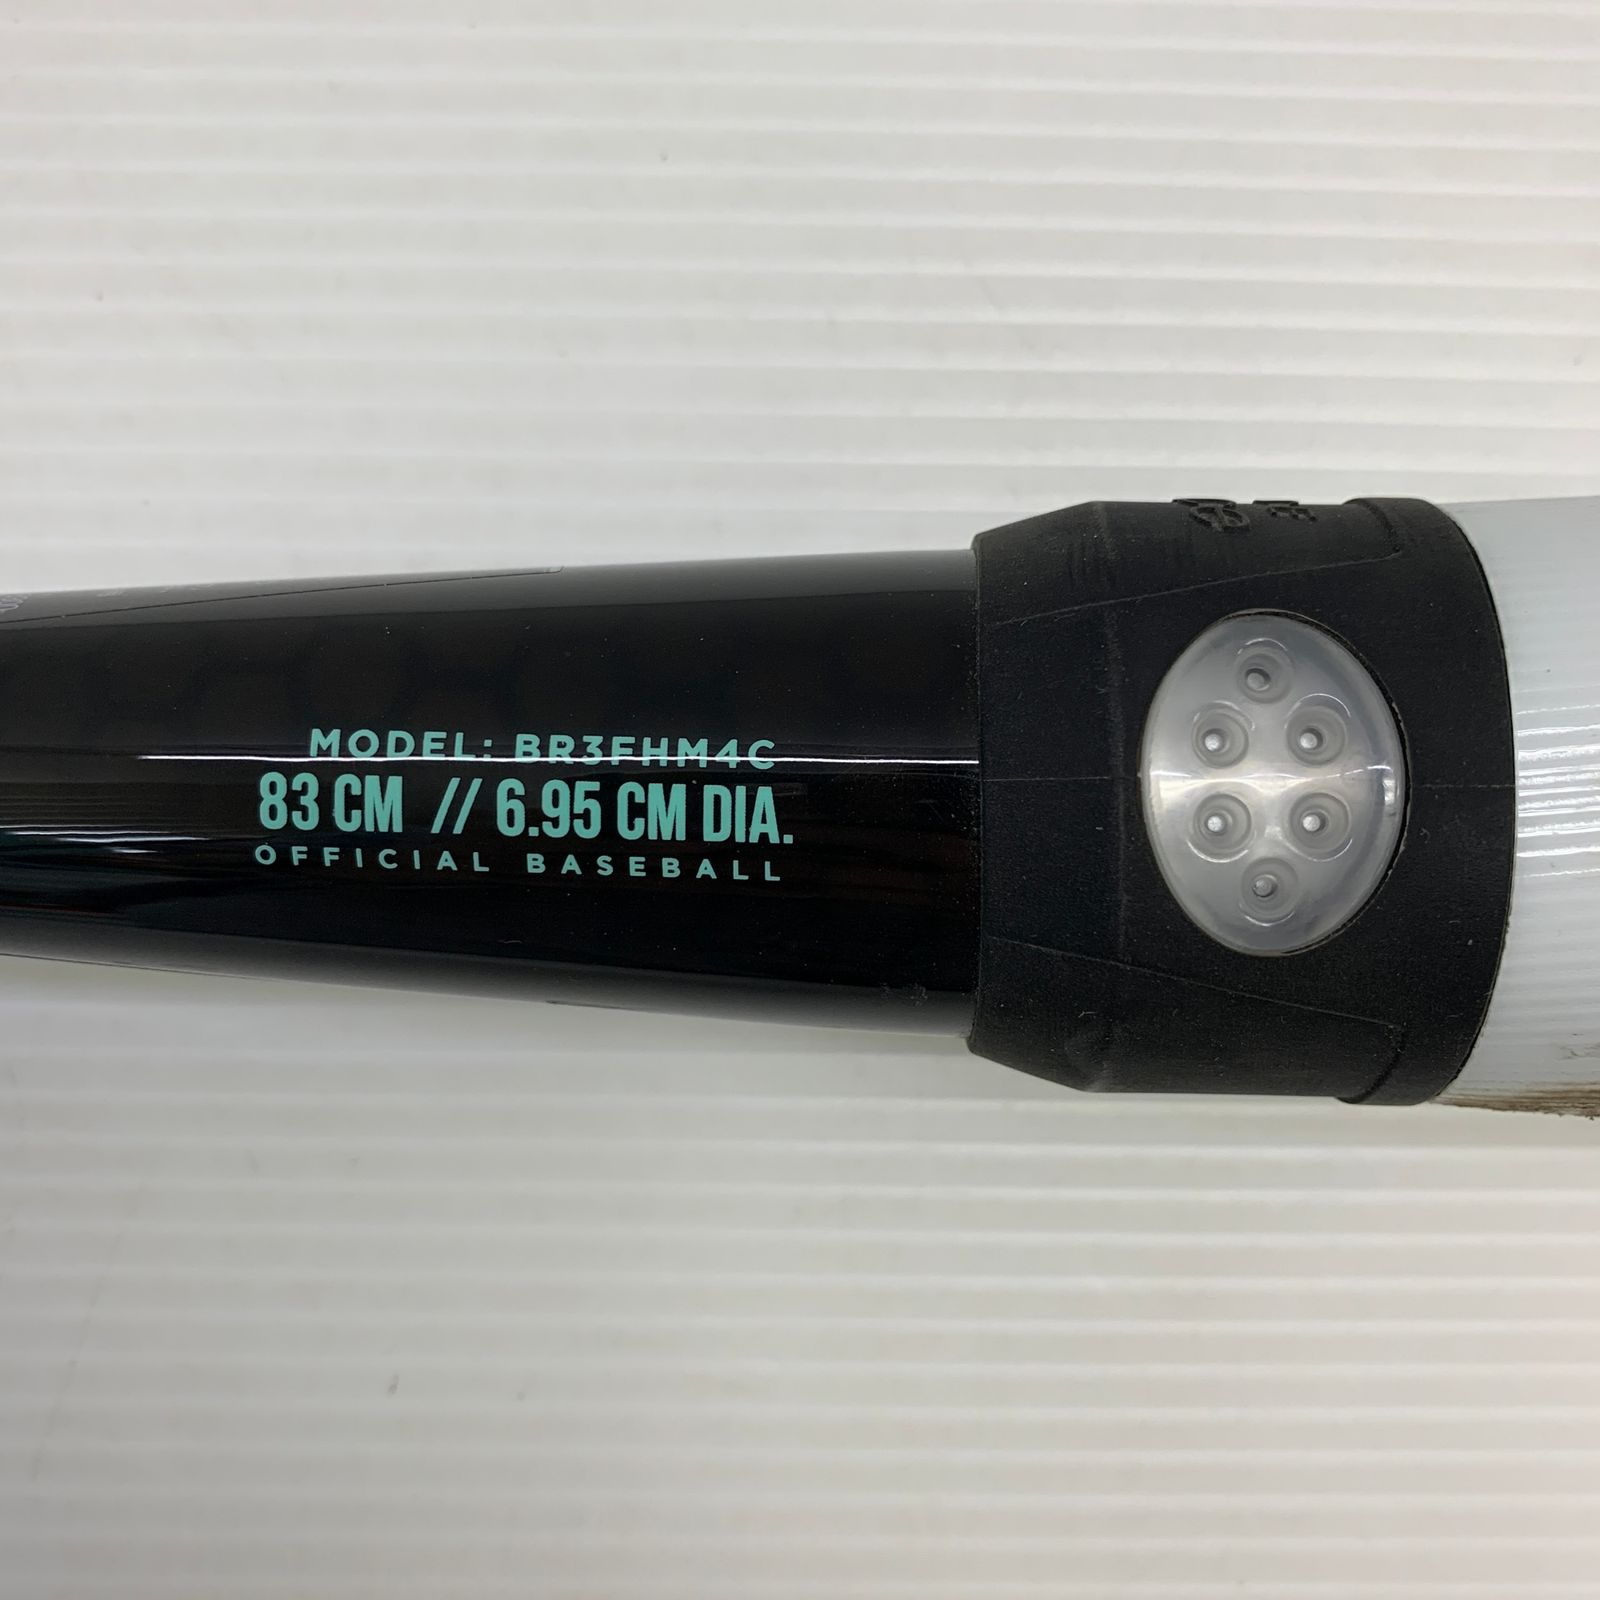 MODEL: BR3FHM4C
83 CM // 6.95 CM DIA.
OFFICIAL BASEBALL